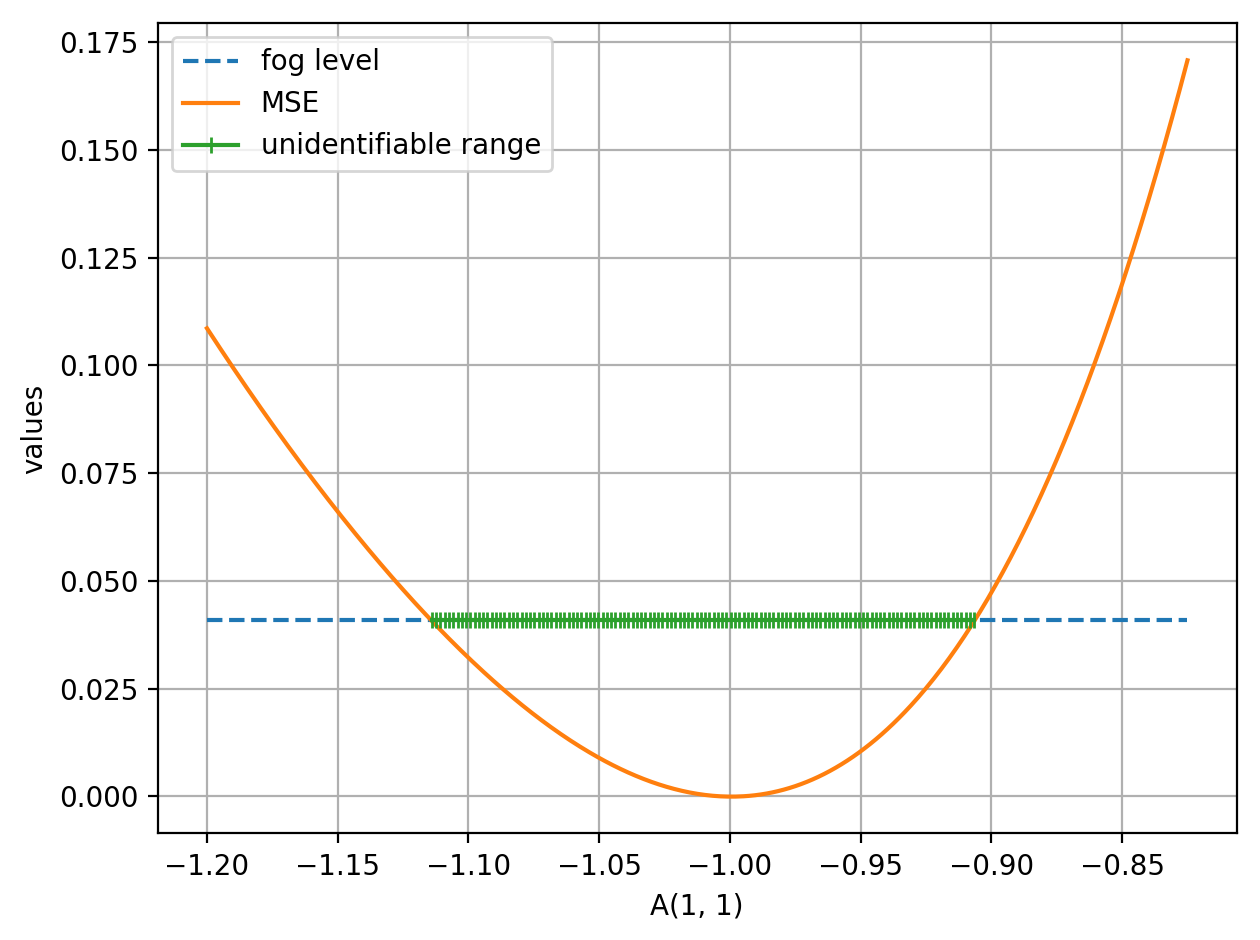 fog level
MSE
unidentifiable range
values
0.175
0.150
0.125
0.100
0.075
0.050
0.025
0.000
−1.20 −1.15 −1.10 −1.05 −1.00 −0.95 −0.90 −0.85
A(1, 1)